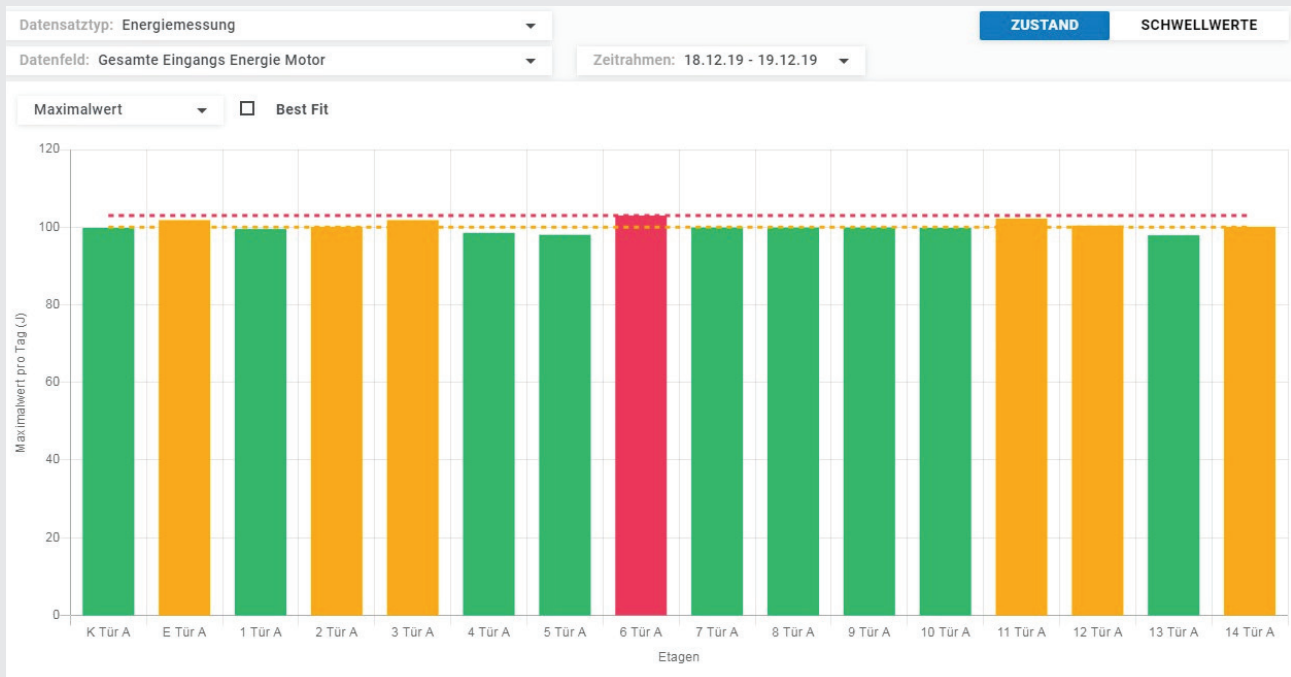 Datensatztyp: Energiemessung
ZUSTAND
SCHWELLWERTE
Datenfeld: Gesamte Eingangs Energie Motor
Zeitrahmen: 18.12.19 - 19.12.19
Maximalwert
Best Fit
120
100
80
60
40
20
0
Maximalwert pro Tag (J)
K Tür A
E Tür A
1 Tür A
2 Tür A
3 Tür A
4 Tür A
5 Tür A
6 Tür A
7 Tür A
8 Tür A
9 Tür A
10 Tür A
11 Tür A
12 Tür A
13 Tür A
14 Tür A
Etagen